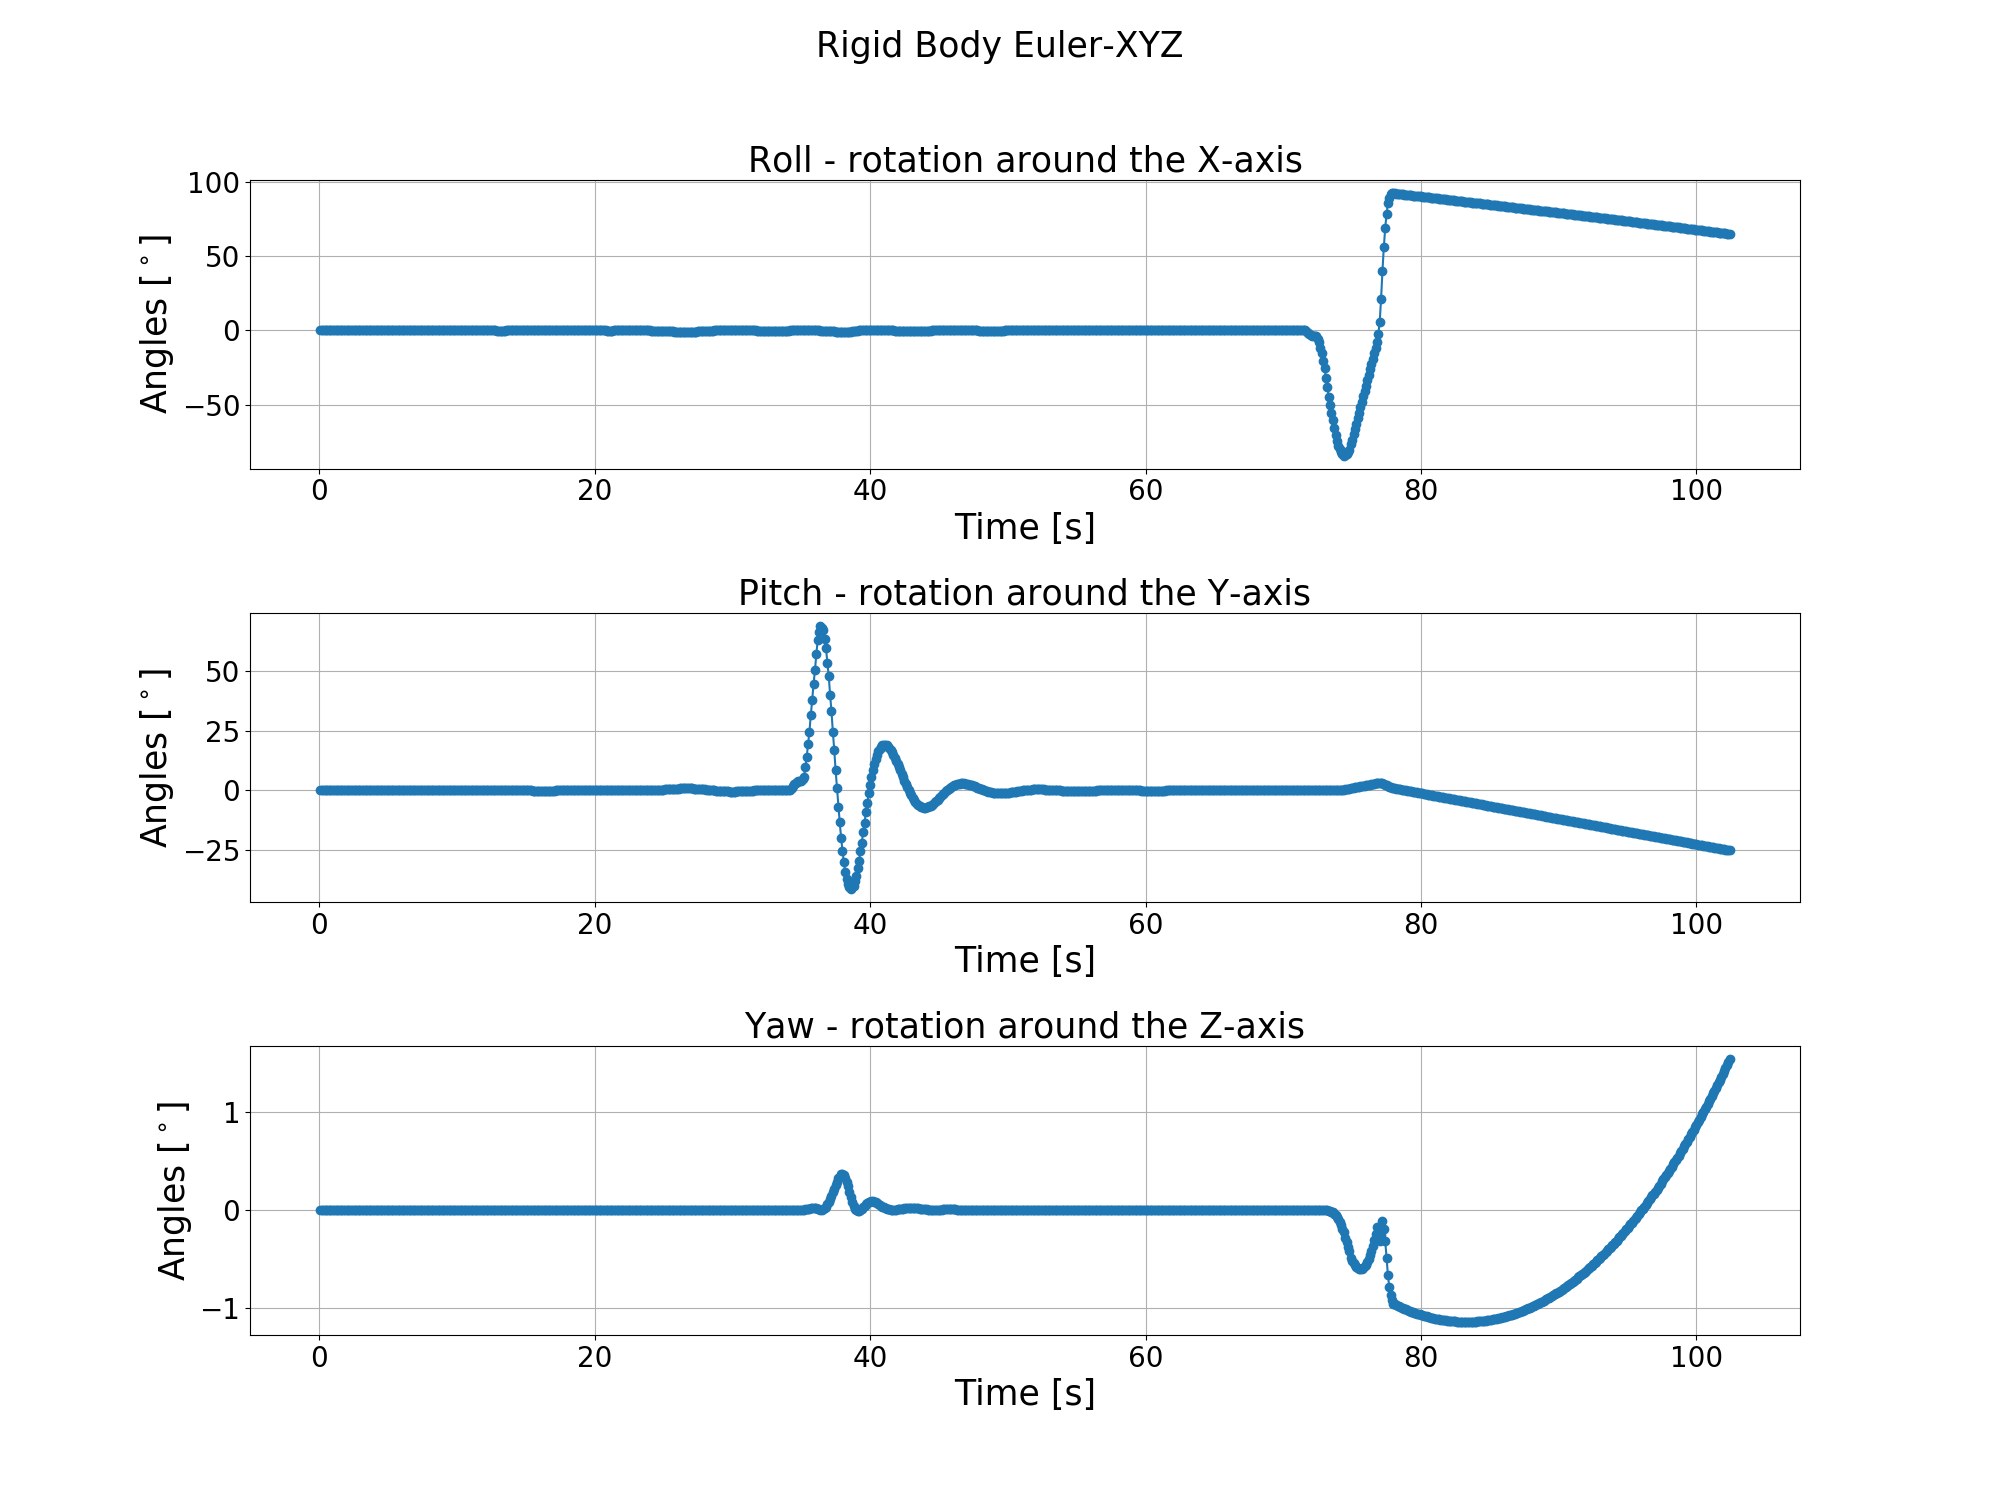 Rigid Body Euler-XYZ
Roll - rotation around the X-axis
Angles [°]
100
50
0
−50
0 20 40 60 80 100
Time [s]
Pitch - rotation around the Y-axis
Angles [°]
50
25
0
−25
0 20 40 60 80 100
Time [s]
Yaw - rotation around the Z-axis
Angles [°]
1
0
−1
0 20 40 60 80 100
Time [s]